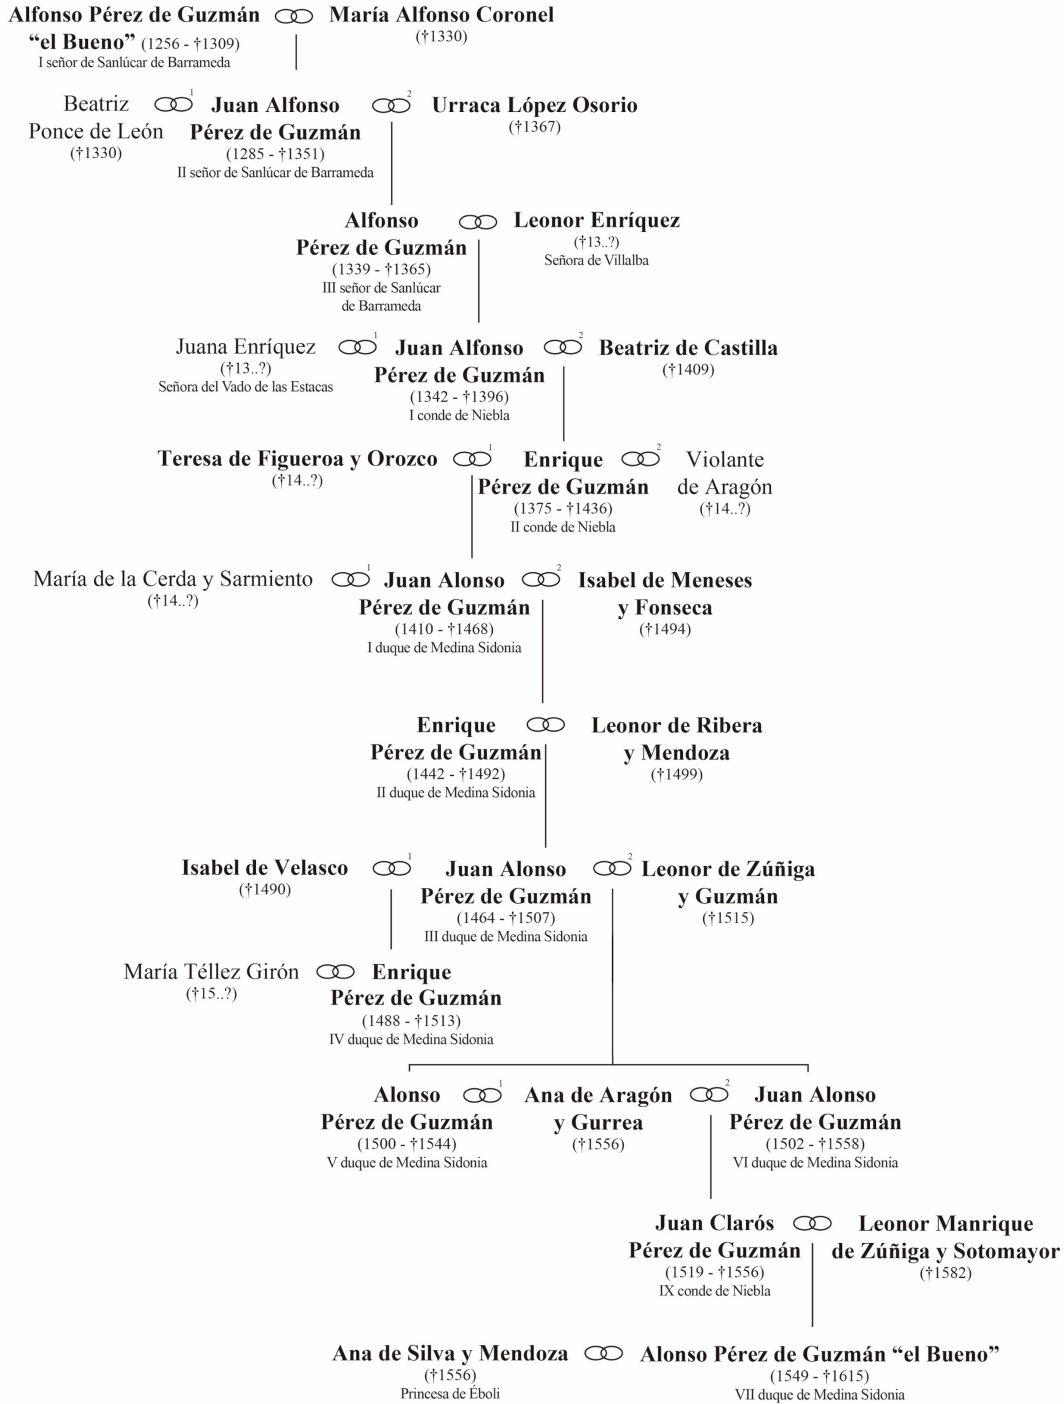 Alfonso Pérez de Guzmán María Alfonso Coronel
“el Bueno” (1256 - †1309) (†1330)
I señor de Sanlúcar de Barrameda
Beatriz 1 Juan Alfonso 2 Urraca López Osorio
Ponce de León Pérez de Guzmán (†1367)
(†1330) (1285 - †1351)
II señor de Sanlúcar de Barrameda
Alfonso Leonor Enríquez
Pérez de Guzmán (†13..?)
(1339 - †1365) Señora de Villalba
III señor de Sanlúcar
de Barrameda
Juana Enríquez 1 Juan Alfonso 2 Beatriz de Castilla
(†13..?) Pérez de Guzmán (†1409)
Señora del Vado de las Estacas (1342 - †1396)
I conde de Niebla
Teresa de Figueroa y Orozco 1 Enrique 2 Violante
(†14..?) Pérez de Guzmán de Aragón
(1375 - †1436) (†14..?)
II conde de Niebla
María de la Cerda y Sarmiento 1 Juan Alonso 2 Isabel de Meneses
(†14..?) Pérez de Guzmán y Fonseca
(1410 - †1468) (†1494)
I duque de Medina Sidonia
Enrique Leonor de Ribera
Pérez de Guzmán y Mendoza
(1442 - †1492) (†1499)
II duque de Medina Sidonia
Isabel de Velasco 1 Juan Alonso 2 Leonor de Zúñiga
(†1490) Pérez de Guzmán y Guzmán
(1464 - †1507) (†1515)
III duque de Medina Sidonia
María Téllez Girón Enrique
(†15..?) Pérez de Guzmán
(1488 - †1513)
IV duque de Medina Sidonia
Alonso 1 Ana de Aragón 2 Juan Alonso
Pérez de Guzmán y Gurrea Pérez de Guzmán
(1500 - †1544) (†1556) (1502 - †1558)
V duque de Medina Sidonia VI duque de Medina Sidonia
Juan Clarós Leonor Manrique
Pérez de Guzmán de Zúñiga y Sotomayor
(1519 - †1556) (†1582)
IX conde de Niebla
Ana de Silva y Mendoza Alonso Pérez de Guzmán “el Bueno”
(†1556) (1549 - †1615)
Princesa de Éboli VII duque de Medina Sidonia